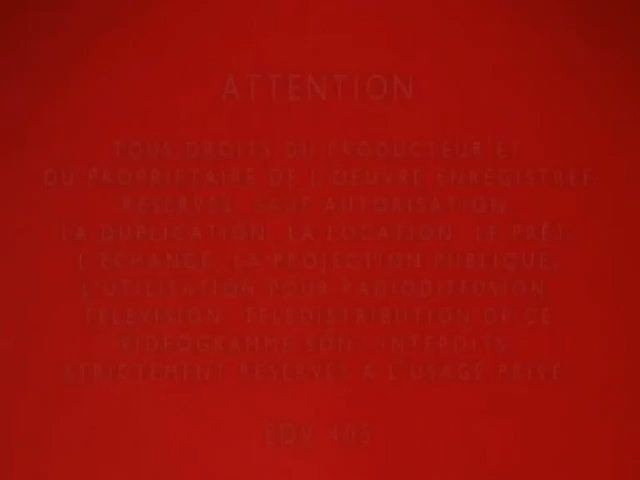 ATTENTION
TOUS DROITS DU PRODUCTEUR ET
DU PROPRIETAIRE DE L'OEUVRE ENREGISTREE
RESERVES. SAUF AUTORISATION
LA DUPLICATION, LA LOCATION, LE PRET,
L'ECHANGE, LA PROJECTION PUBLIQUE,
L'UTILISATION POUR RADIODIFFUSION,
TELEVISION, TELEDISTRIBUTION OF CE
VIDEOGRAMME SONT INTERDITS.
STRICTEMENT RESERVES A L'USAGE PRIVE